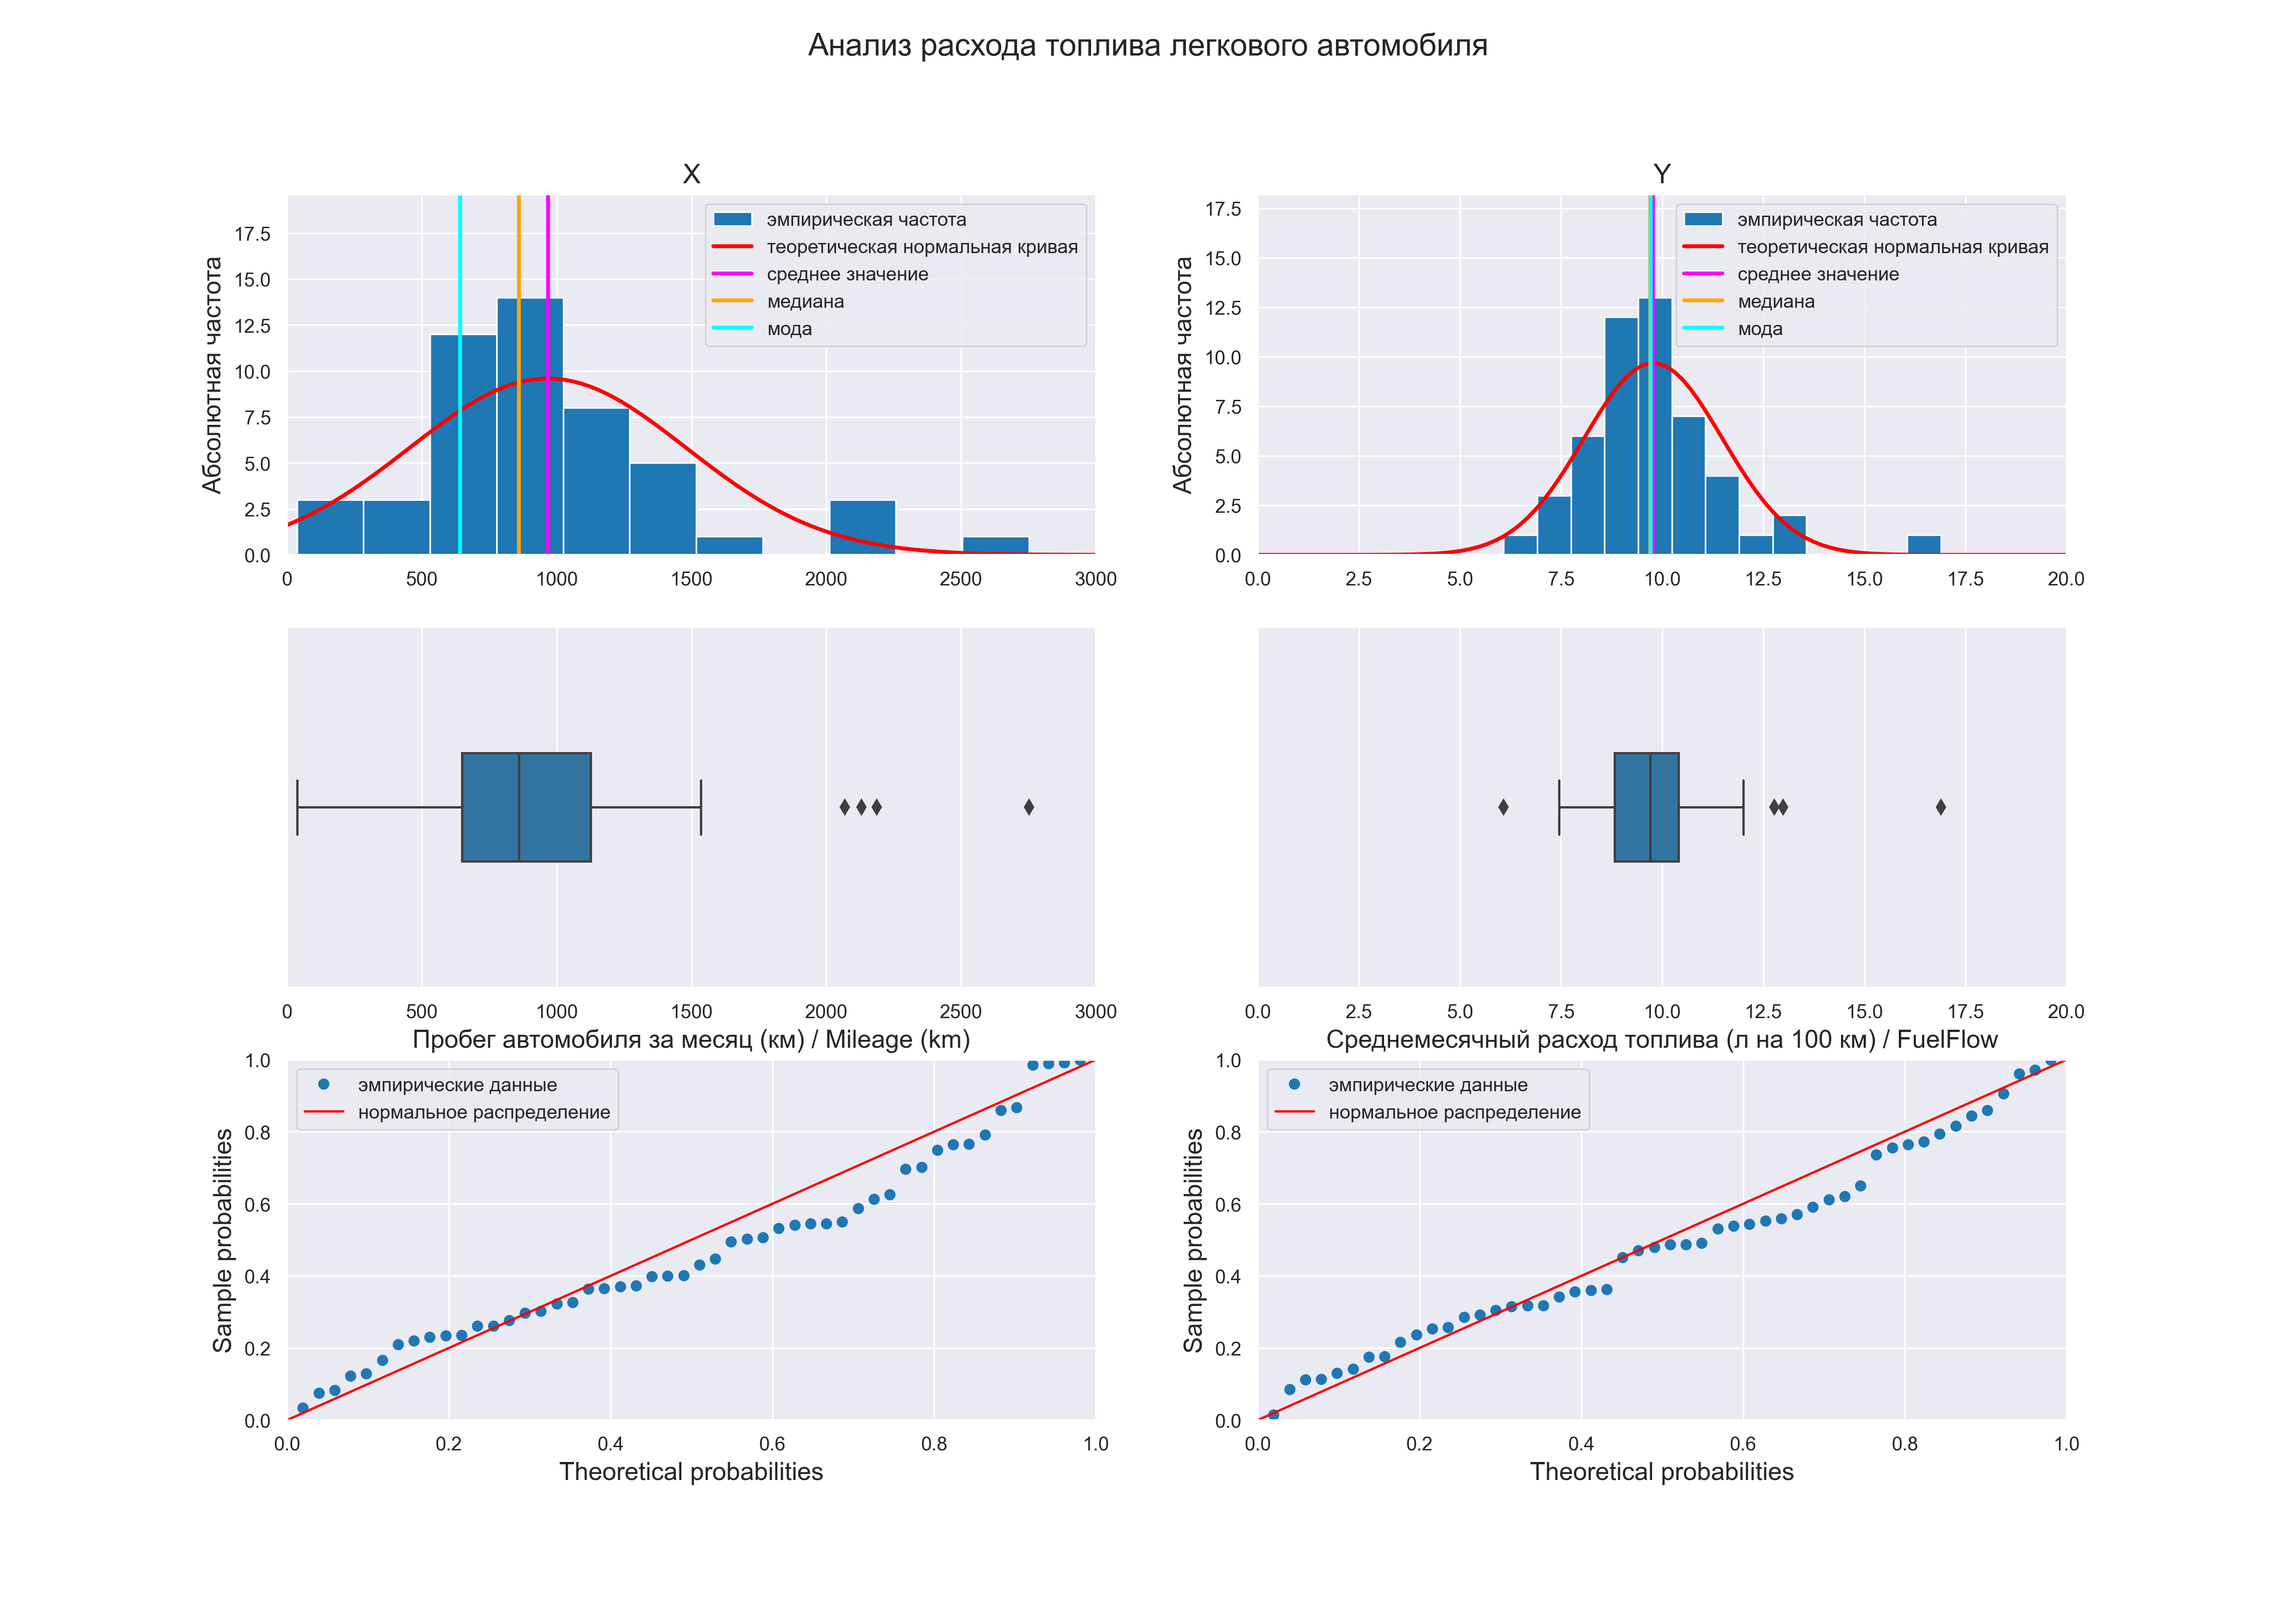 Анализ расхода топлива легкового автомобиля
X
Абсолютная частота
17.5
15.0
12.5
10.0
7.5
5.0
2.5
0.0
эмпирическая частота
теоретическая нормальная кривая
среднее значение
медиана
мода
0 500 1000 1500 2000 2500 3000
Y
Абсолютная частота
17.5
15.0
12.5
10.0
7.5
5.0
2.5
0.0
эмпирическая частота
теоретическая нормальная кривая
среднее значение
медиана
мода
0.0 2.5 5.0 7.5 10.0 12.5 15.0 17.5 20.0
0 500 1000 1500 2000 2500 3000
Пробег автомобиля за месяц (км) / Mileage (km)
0.0 2.5 5.0 7.5 10.0 12.5 15.0 17.5 20.0
Среднемесячный расход топлива (л на 100 км) / FuelFlow
Sample probabilities
1.0
0.8
0.6
0.4
0.2
0.0
эмпирические данные
нормальное распределение
0.0 0.2 0.4 0.6 0.8 1.0
Theoretical probabilities
Sample probabilities
1.0
0.8
0.6
0.4
0.2
0.0
эмпирические данные
нормальное распределение
0.0 0.2 0.4 0.6 0.8 1.0
Theoretical probabilities